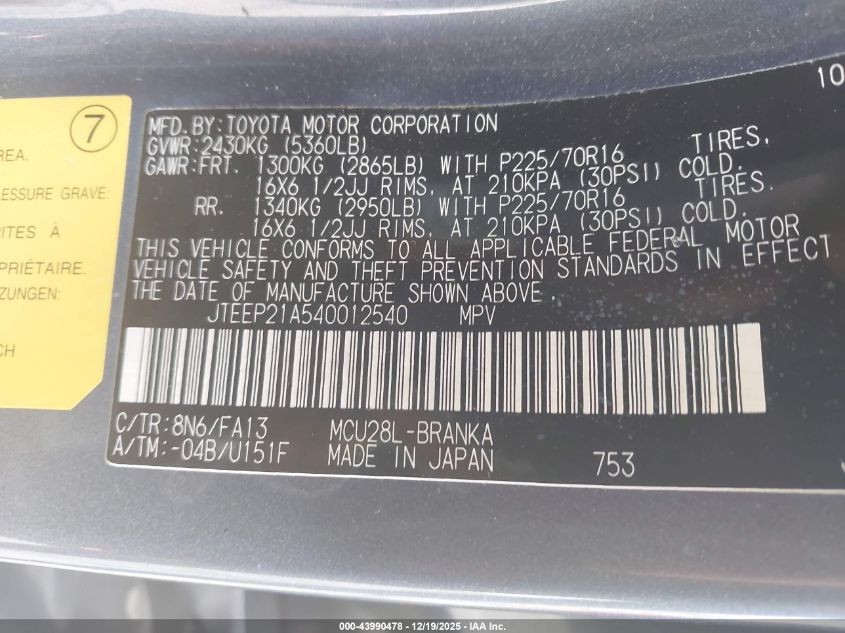 10
7
REA.
ESSURE GRAVE:
ITES À
PRIÉTAIRE.
ZUNGEN:
CH
MFD. BY: TOYOTA MOTOR CORPORATION
GVWR: 2430KG (5360LB)
GAWR: FRT. 1300KG (2865LB) WITH P225/70R16 TIRES,
16X6 1/2JJ RIMS, AT 210KPA (30PSI) COLD.
RR. 1340KG (2950LB) WITH P225/70R16 TIRES.
16X6 1/2JJ RIMS, AT 210KPA (30PSI) COLD.
THIS VEHICLE CONFORMS TO ALL APPLICABLE FEDERAL MOTOR
VEHICLE SAFETY AND THEFT PREVENTION STANDARDS IN EFFECT
THE DATE OF MANUFACTURE SHOWN ABOVE.
JTEEP21A540012540 MPV
C/TR: 8N6/FA13 MCU28L-BRANKA
A/TM: -04B/U151F MADE IN JAPAN 753
000-43990478 - 12/19/2025 - IAA Inc.